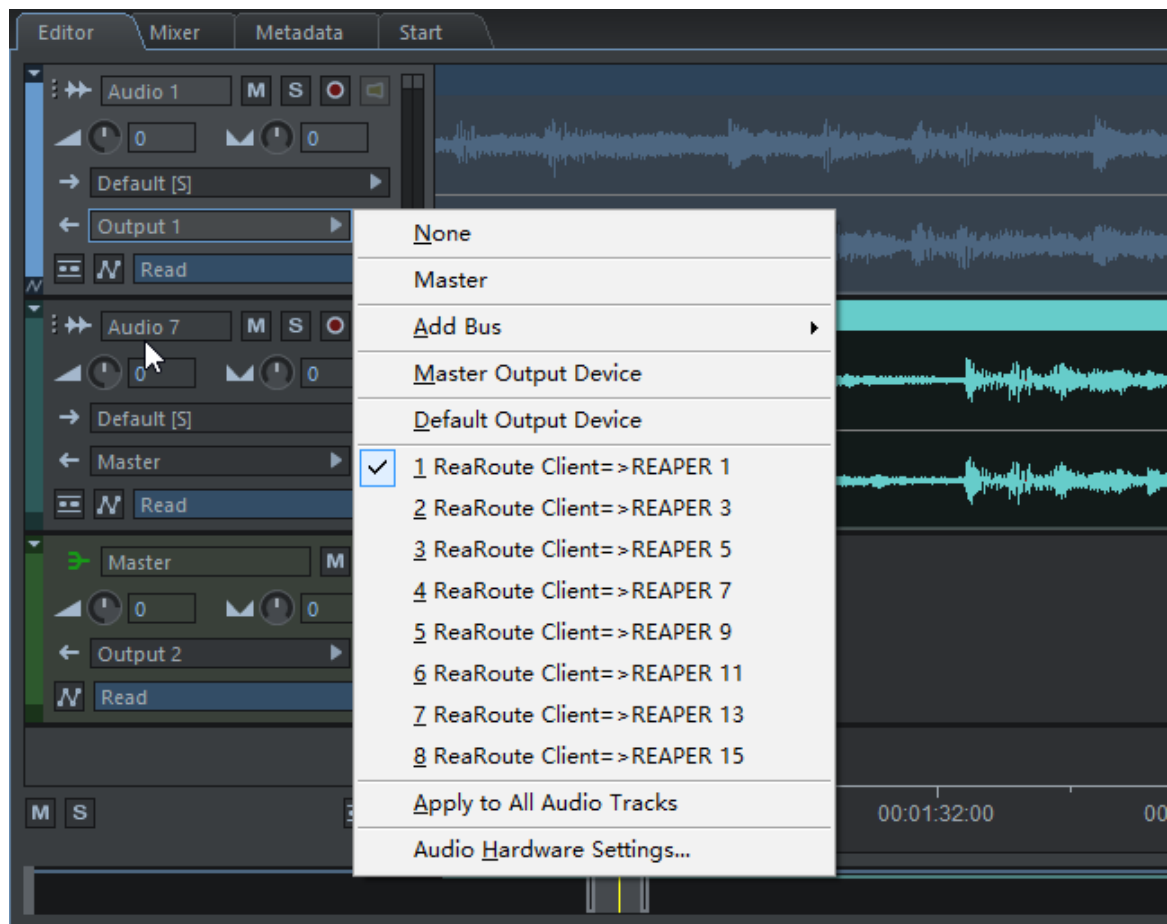 Editor Mixer Metadata Start
Audio 1 M S
0 0
Default [S]
Output 1
Read
Audio 7 M S
0 0
Default [S]
Master
Read
Master M
0 0
Output 2
Read
M S
None
Master
Add Bus
Master Output Device
Default Output Device
1 ReaRoute Client=>REAPER 1
2 ReaRoute Client=>REAPER 3
3 ReaRoute Client=>REAPER 5
4 ReaRoute Client=>REAPER 7
5 ReaRoute Client=>REAPER 9
6 ReaRoute Client=>REAPER 11
7 ReaRoute Client=>REAPER 13
8 ReaRoute Client=>REAPER 15
Apply to All Audio Tracks
Audio Hardware Settings...
00:01:32:00 00